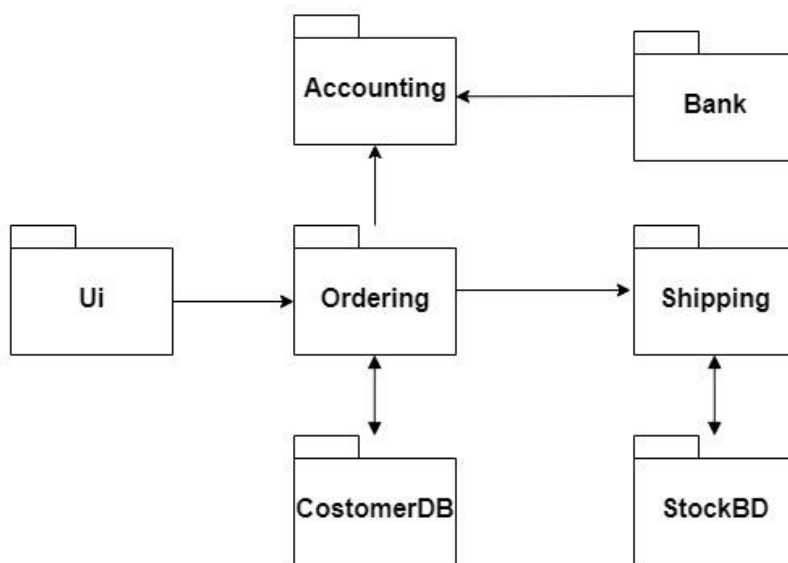 Accounting
Bank
Ui
Ordering
Shipping
CostomerDB
StockBD